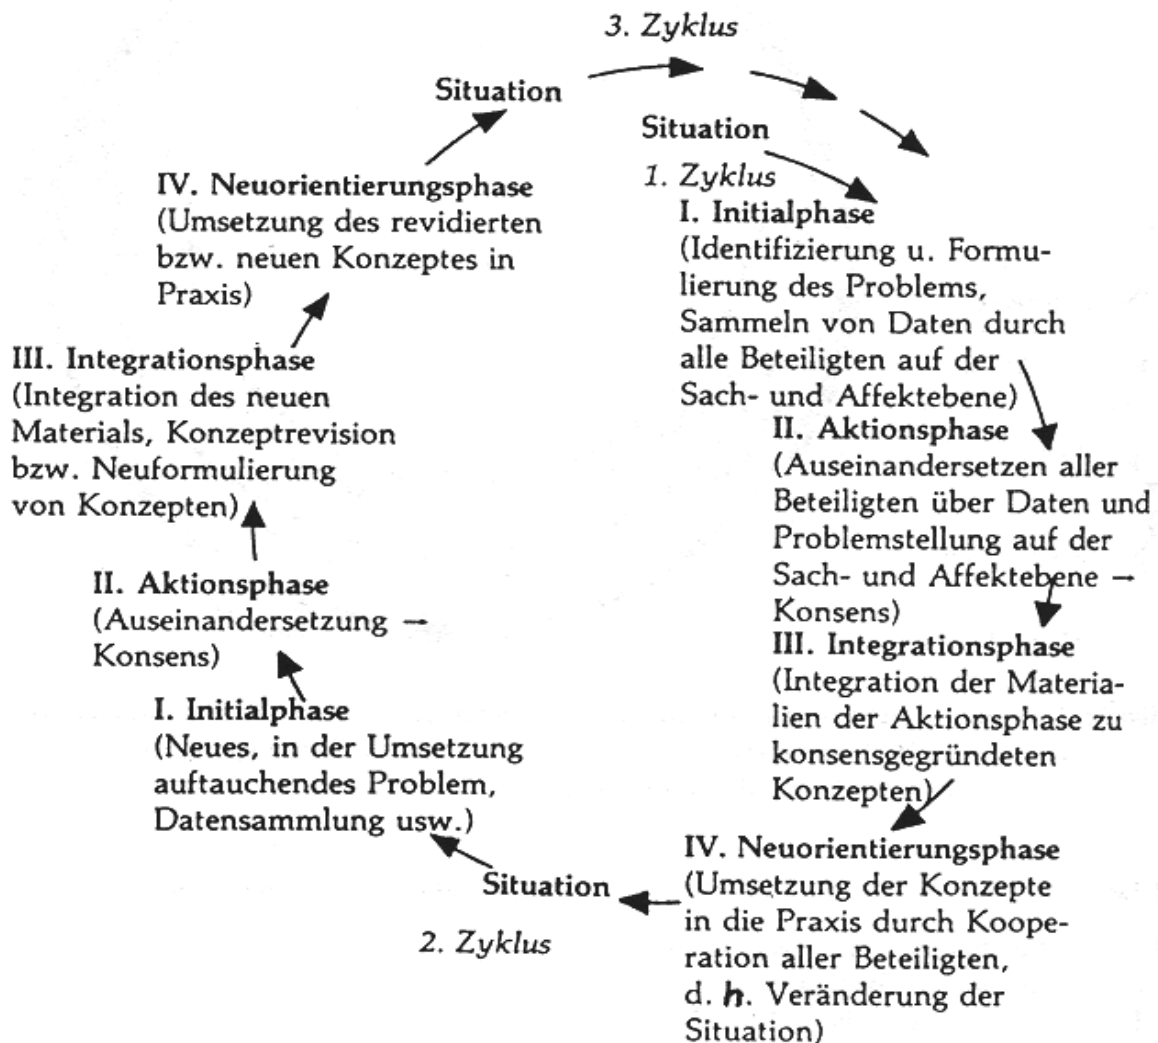 3. Zyklus
Situation
1. Zyklus
I. Initialphase
(Identifizierung u. Formu-
lierung des Problems,
Sammeln von Daten durch
alle Beteiligten auf der
Sach- und Affektebene)
II. Aktionsphase
(Auseinandersetzen aller
Beteiligten über Daten und
Problemstellung auf der
Sach- und Affektebene →
Konsens)
III. Integrationsphase
(Integration der Materia-
lien der Aktionsphase zu
konsensgegründeten
Konzepten)
IV. Neuorientierungsphase
(Umsetzung der Konzepte
in die Praxis durch Koope-
ration aller Beteiligten,
d. h. Veränderung der
Situation)
Situation
2. Zyklus
I. Initialphase
(Neues, in der Umsetzung
auftauchendes Problem,
Datensammlung usw.)
II. Aktionsphase
(Auseinandersetzung →
Konsens)
III. Integrationsphase
(Integration des neuen
Materials, Konzeptrevision
bzw. Neuformulierung
von Konzepten)
IV. Neuorientierungsphase
(Umsetzung des revidierten
bzw. neuen Konzeptes in
Praxis)
Situation